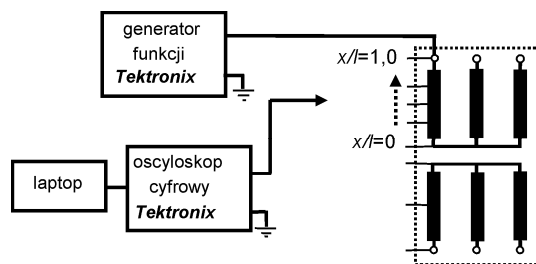 generator
funkcji
Tektronix
x/l=1,0
x/l=0
laptop
oscyloskop
cyfrowy
Tektronix